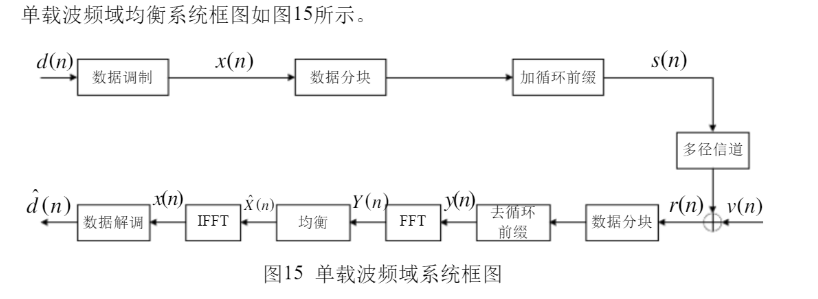 单载波频域均衡系统框图如图15所示。
d(n)
数据调制
x(n)
数据分块
加循环前缀
s(n)
多径信道
d̂(n)
数据解调
x(n)
IFFT
X̂(n)
均衡
Y(n)
FFT
y(n)
去循环
前缀
数据分块
r(n)
v(n)
图15 单载波频域系统框图